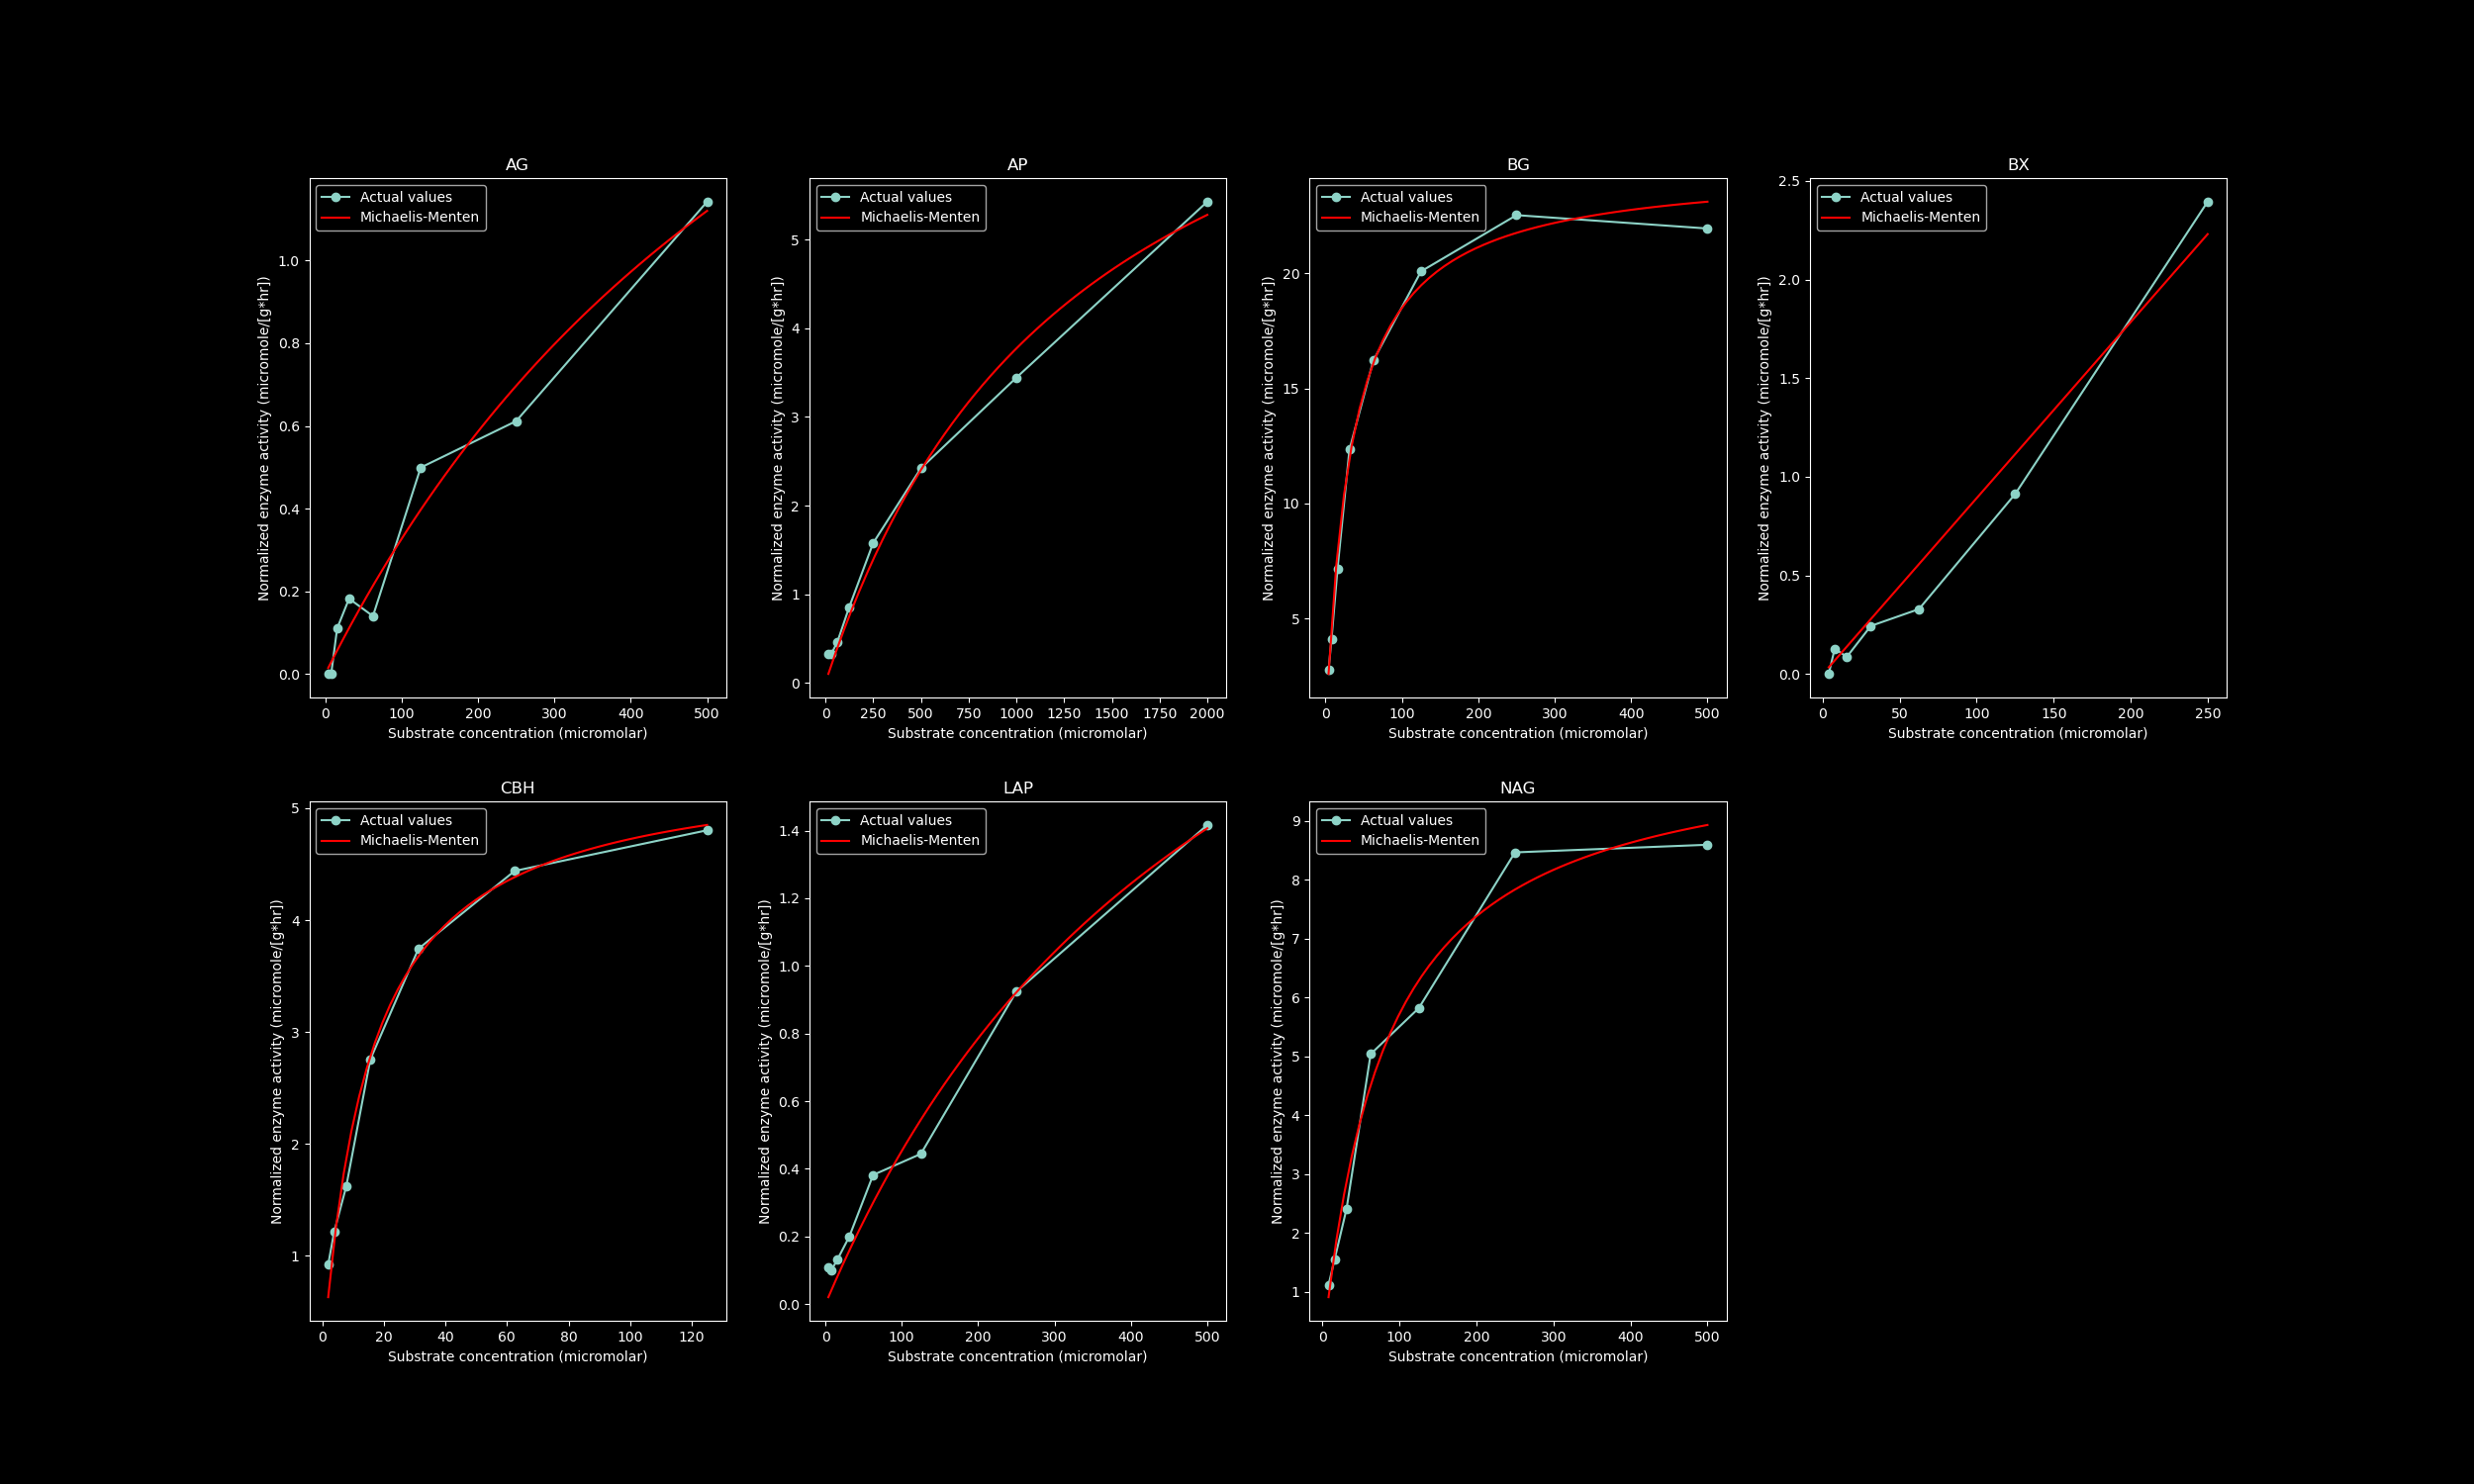 AG
Actual values
Michaelis-Menten
Normalized enzyme activity (micromole/[g*hr])
1.0
0.8
0.6
0.4
0.2
0.0
0 100 200 300 400 500
Substrate concentration (micromolar)
AP
Actual values
Michaelis-Menten
Normalized enzyme activity (micromole/[g*hr])
5
4
3
2
1
0
0 250 500 750 1000 1250 1500 1750 2000
Substrate concentration (micromolar)
BG
Actual values
Michaelis-Menten
Normalized enzyme activity (micromole/[g*hr])
20
15
10
5
0 100 200 300 400 500
Substrate concentration (micromolar)
BX
Actual values
Michaelis-Menten
Normalized enzyme activity (micromole/[g*hr])
2.5
2.0
1.5
1.0
0.5
0.0
0 50 100 150 200 250
Substrate concentration (micromolar)
CBH
Actual values
Michaelis-Menten
Normalized enzyme activity (micromole/[g*hr])
5
4
3
2
1
0 20 40 60 80 100 120
Substrate concentration (micromolar)
LAP
Actual values
Michaelis-Menten
Normalized enzyme activity (micromole/[g*hr])
1.4
1.2
1.0
0.8
0.6
0.4
0.2
0.0
0 100 200 300 400 500
Substrate concentration (micromolar)
NAG
Actual values
Michaelis-Menten
Normalized enzyme activity (micromole/[g*hr])
9
8
7
6
5
4
3
2
1
0 100 200 300 400 500
Substrate concentration (micromolar)